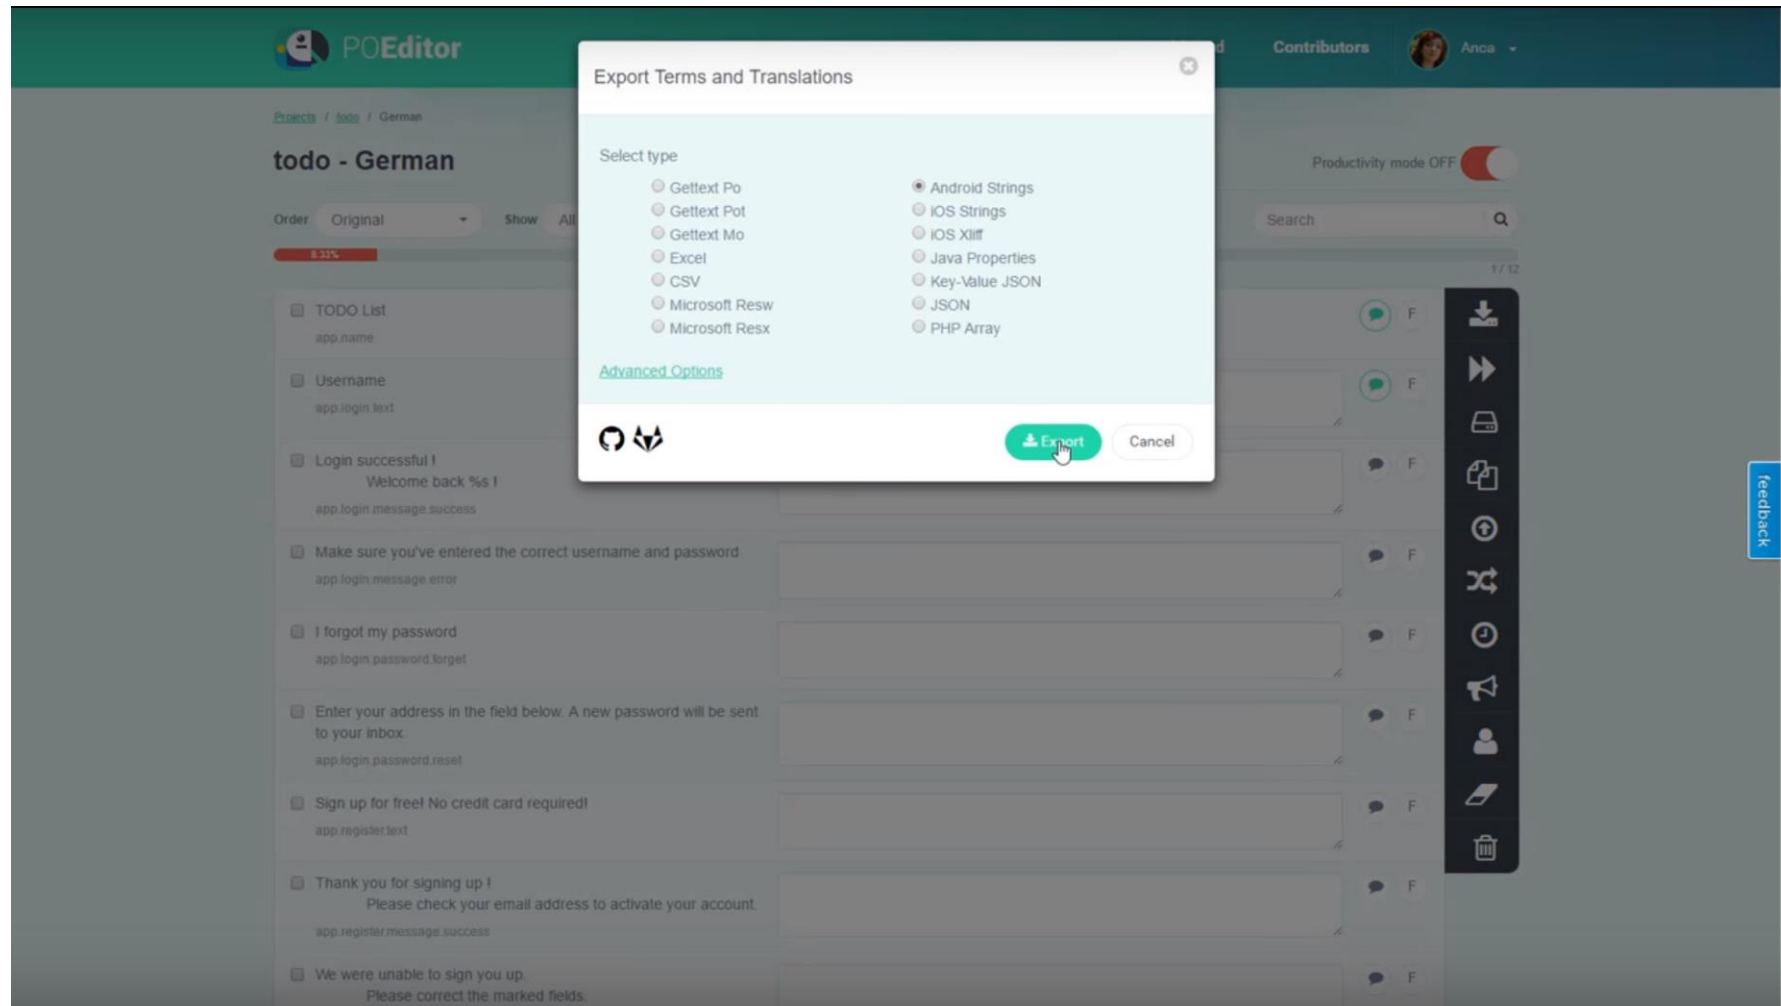 POEditor
d
Contributors
Anca
Export Terms and Translations
Projects / todo / German
todo - German
Productivity mode OFF
Order
Original
Show
All
Search
8.33%
1 / 12
Select type
Gettext Po
Gettext Pot
Gettext Mo
Excel
CSV
Microsoft Resw
Microsoft Resx
Android Strings
iOS Strings
iOS Xliff
Java Properties
Key-Value JSON
JSON
PHP Array
Advanced Options
Export
Cancel
TODO List
app.name
F
Username
app.login.text
F
Login successful !
Welcome back %s !
app.login.message.success
F
Make sure you've entered the correct username and password
app.login.message.error
F
I forgot my password
app.login.password.forget
F
Enter your address in the field below. A new password will be sent
to your inbox.
app.login.password.reset
F
Sign up for free! No credit card required!
app.register.text
F
Thank you for signing up !
Please check your email address to activate your account.
app.register.message.success
F
We were unable to sign you up.
Please correct the marked fields.
F
feedback